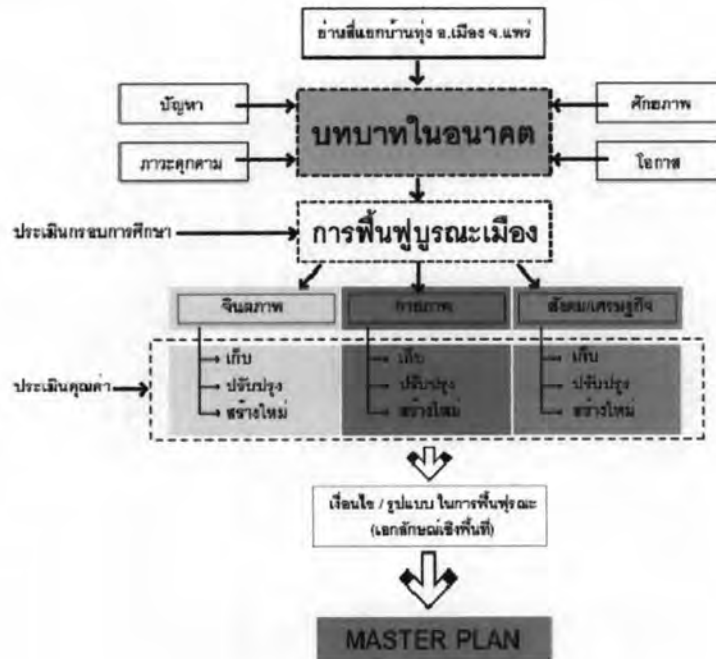 ย่านสี่แยกบ้านทุ่ง อ.เมือง จ.แพร่
ปัญหา
ศักยภาพ
บทบาทในอนาคต
ภาวะคุกคาม
โอกาส
ประเมินกรอบการศึกษา
การฟื้นฟูบูรณะเมือง
จินตภาพ
กายภาพ
สังคม/เศรษฐกิจ
เก็บ
ปรับปรุง
สร้างใหม่
เก็บ
ปรับปรุง
สร้างใหม่
เก็บ
ปรับปรุง
สร้างใหม่
ประเมินคุณค่า
เงื่อนไข / รูปแบบ ในการฟื้นฟูรณะ
(เอกลักษณ์เชิงพื้นที่)
MASTER PLAN